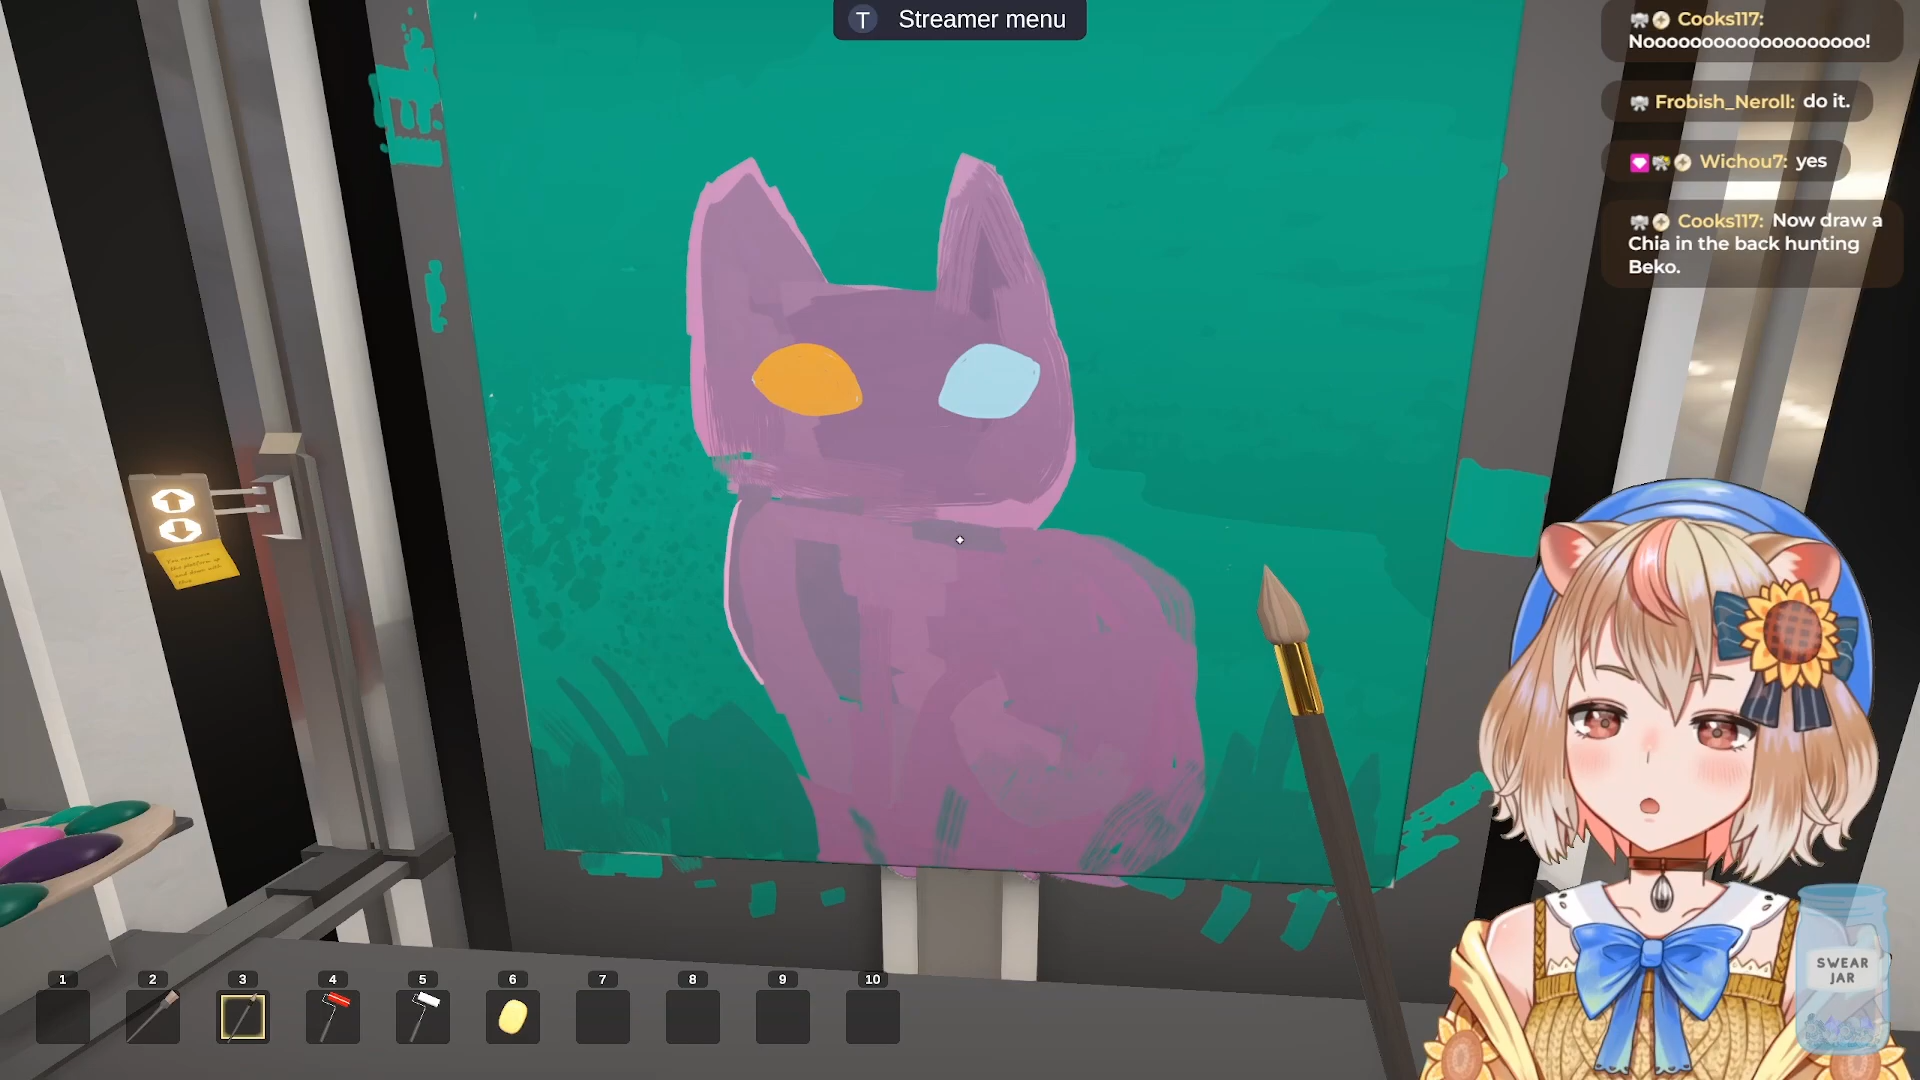 T Streamer menu
Cooks117:
Noooooooooooooooooo!
Frobish_Neroll: do it.
Wichou7: yes
Cooks117: Now draw a
Chia in the back hunting
Beko.
SWEAR
JAR
1 2 3 4 5 6 7 8 9 10